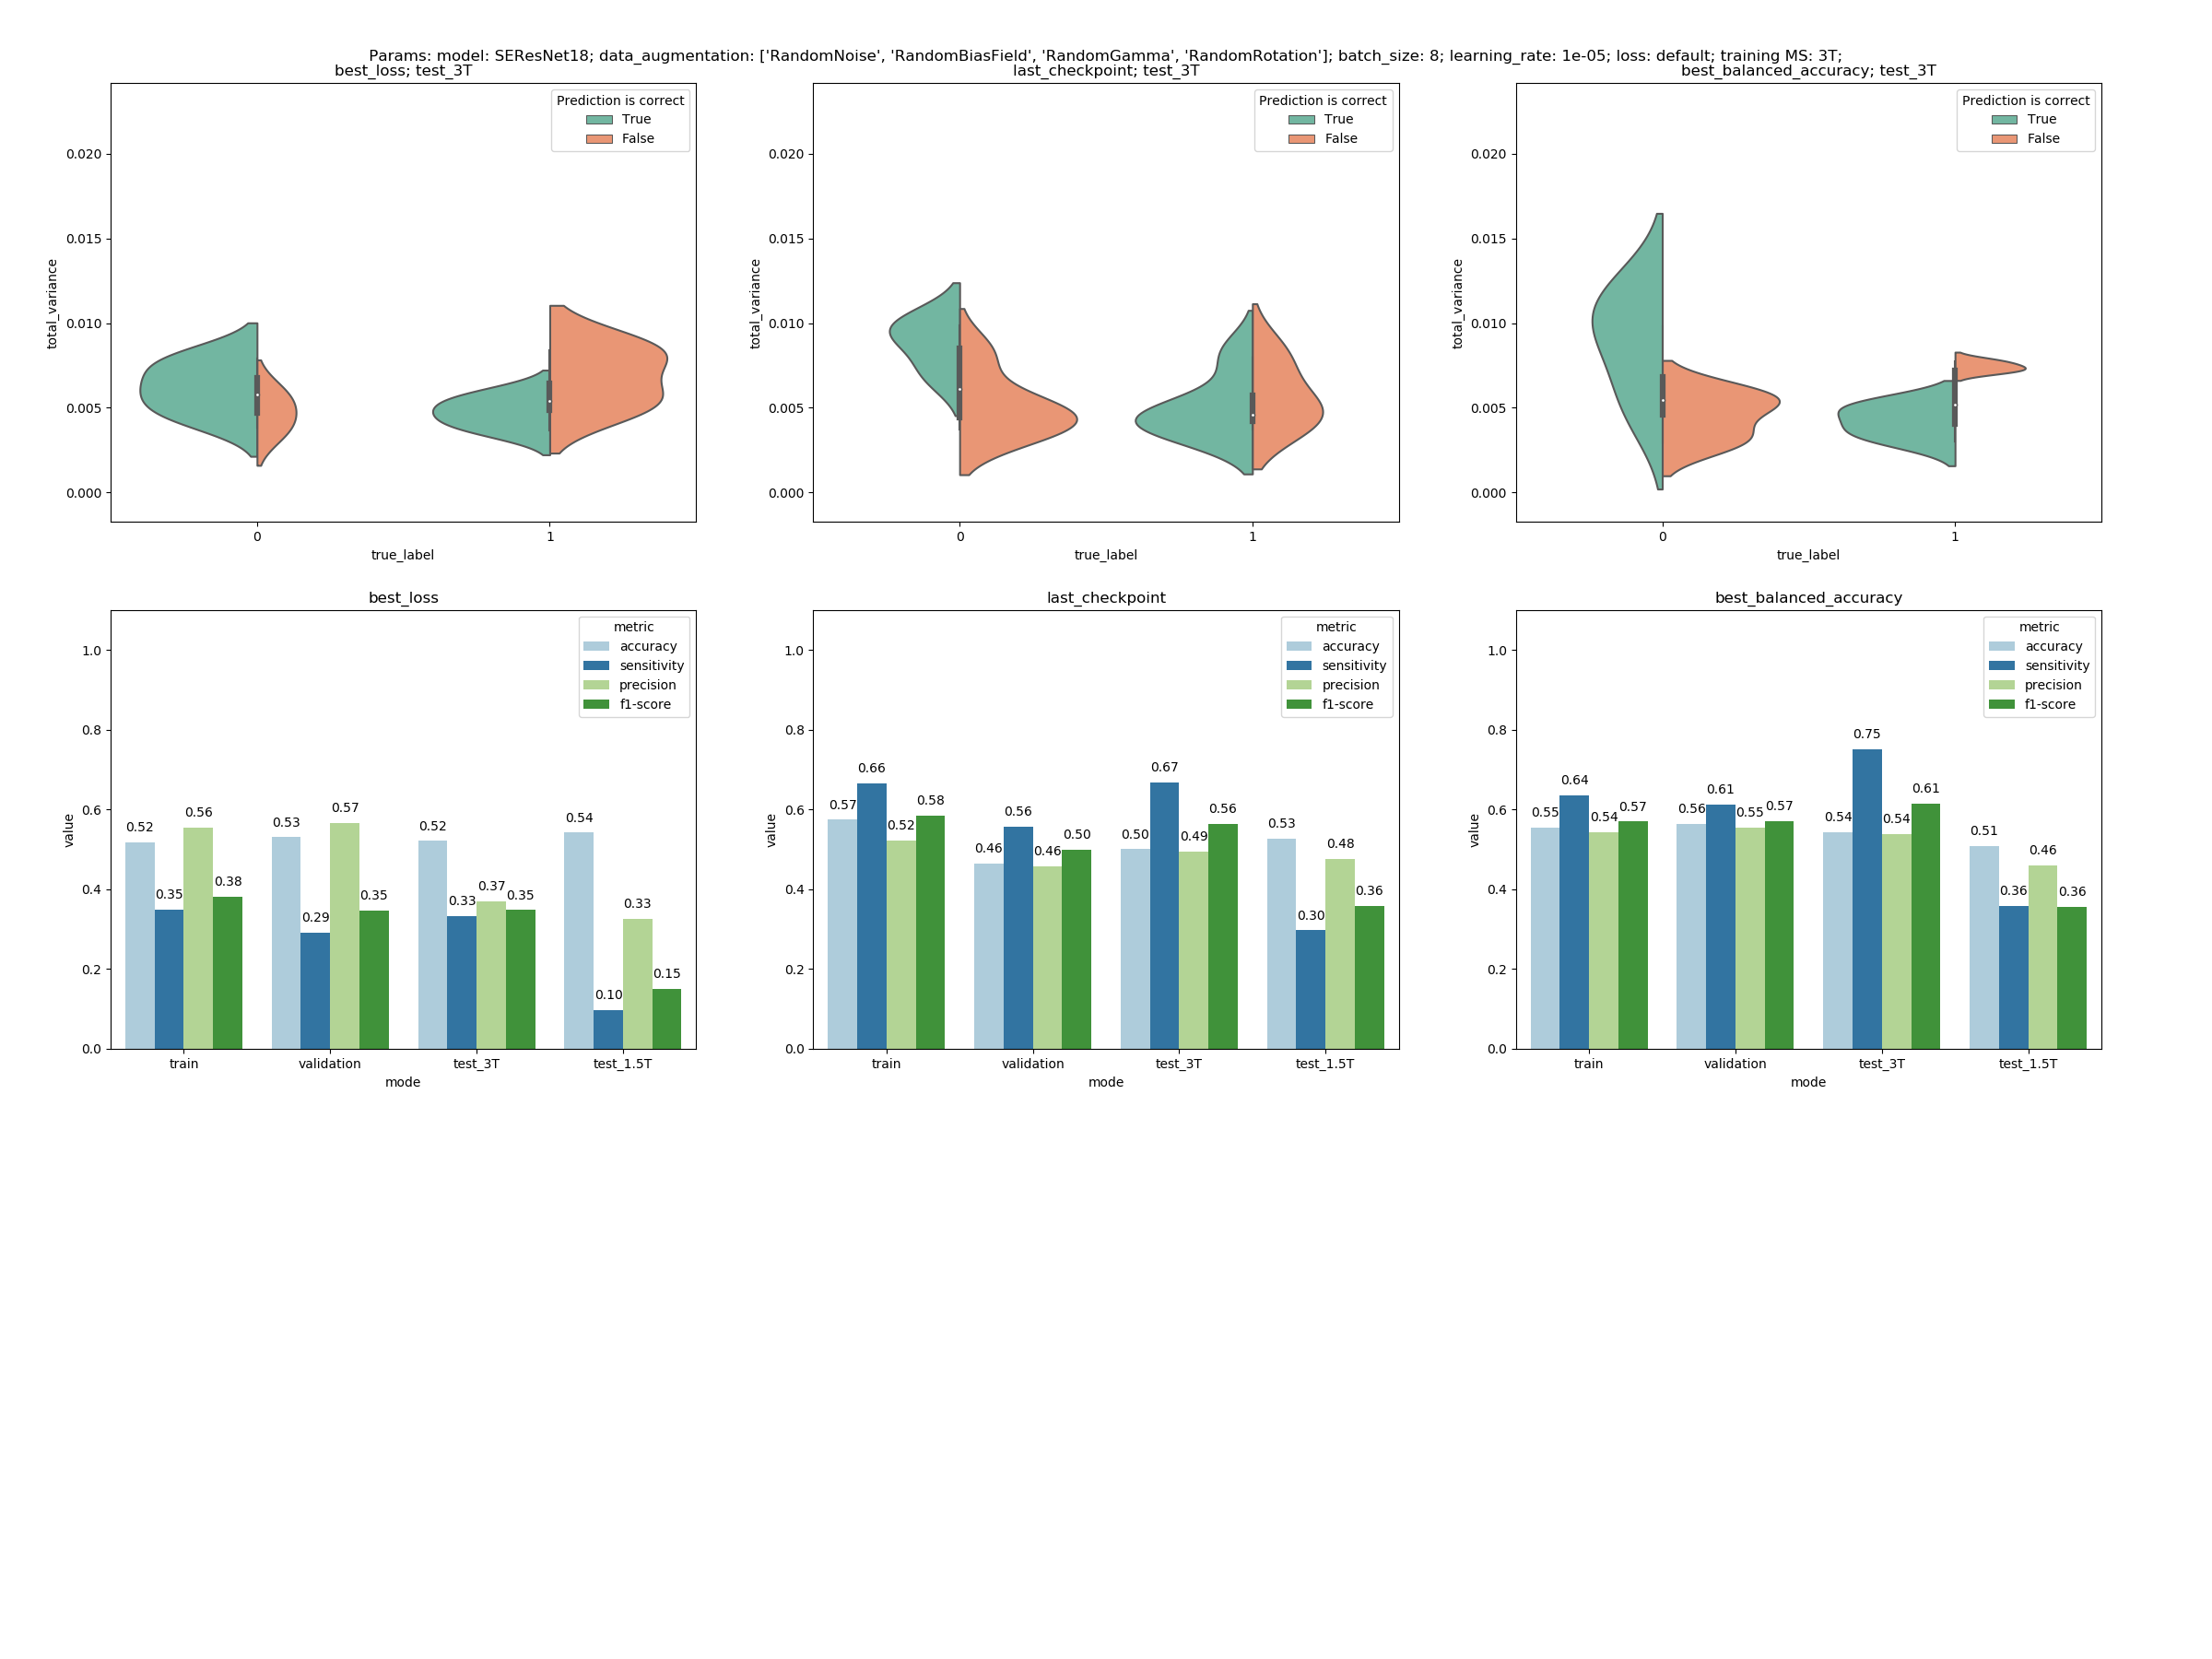 Params: model: SEResNet18; data_augmentation: ['RandomNoise', 'RandomBiasField', 'RandomGamma', 'RandomRotation']; batch_size: 8; learning_rate: 1e-05; loss: default; training MS: 3T;
best_loss; test_3T
Prediction is correct
True
False
0.020
0.015
0.010
0.005
0.000
total_variance
0 1
true_label
last_checkpoint; test_3T
Prediction is correct
True
False
0.020
0.015
0.010
0.005
0.000
total_variance
0 1
true_label
best_balanced_accuracy; test_3T
Prediction is correct
True
False
0.020
0.015
0.010
0.005
0.000
total_variance
0 1
true_label
best_loss
metric
accuracy
sensitivity
precision
f1-score
1.0
0.8
0.6
0.4
0.2
0.0
value
0.52 0.35 0.56 0.38
0.53 0.29 0.57 0.35
0.52 0.33 0.37 0.35
0.54 0.10 0.33 0.15
train validation test_3T test_1.5T
mode
last_checkpoint
metric
accuracy
sensitivity
precision
f1-score
1.0
0.8
0.6
0.4
0.2
0.0
value
0.57 0.66 0.52 0.58
0.46 0.56 0.46 0.50
0.50 0.67 0.49 0.56
0.53 0.30 0.48 0.36
train validation test_3T test_1.5T
mode
best_balanced_accuracy
metric
accuracy
sensitivity
precision
f1-score
1.0
0.8
0.6
0.4
0.2
0.0
value
0.55 0.64 0.54 0.57
0.56 0.61 0.55 0.57
0.54 0.75 0.54 0.61
0.51 0.36 0.46 0.36
train validation test_3T test_1.5T
mode